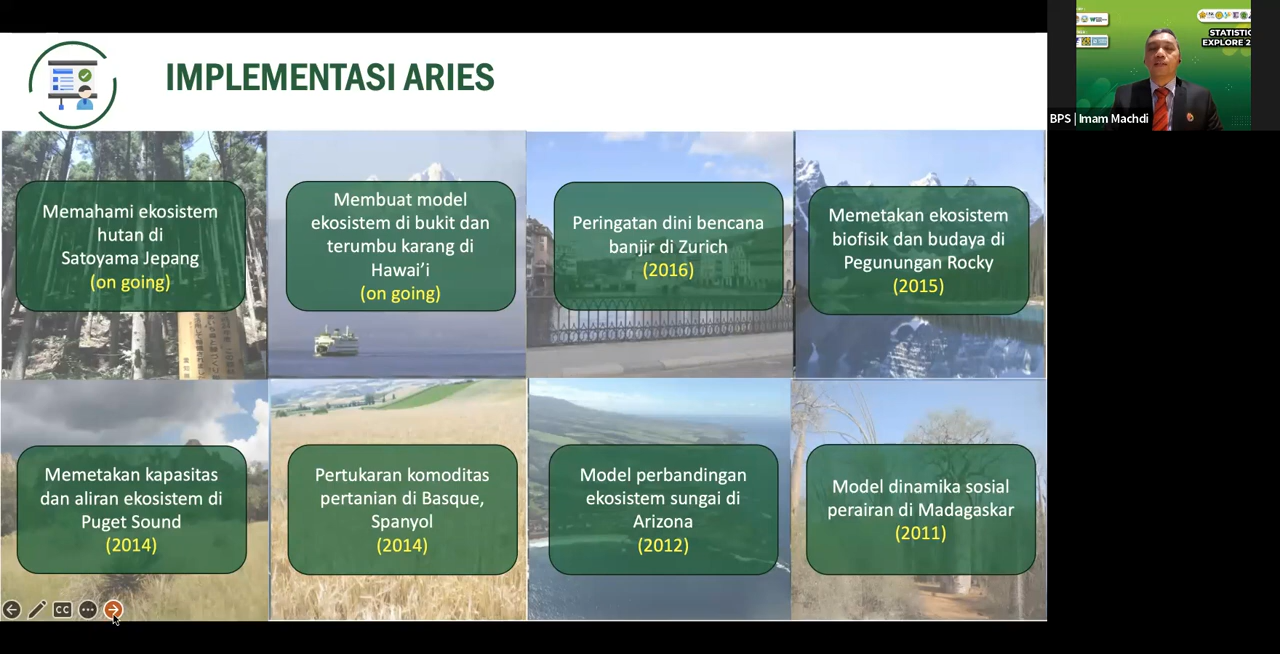 IMPLEMENTASI ARIES
STATISTIC
EXPLORE 2
BPS | Imam Machdi
Memahami ekosistem
hutan di
Satoyama Jepang
(on going)
Membuat model
ekosistem di bukit dan
terumbu karang di
Hawai’i
(on going)
Peringatan dini bencana
banjir di Zurich
(2016)
Memetakan ekosistem
biofisik dan budaya di
Pegunungan Rocky
(2015)
Memetakan kapasitas
dan aliran ekosistem di
Puget Sound
(2014)
Pertukaran komoditas
pertanian di Basque,
Spanyol
(2014)
Model perbandingan
ekosistem sungai di
Arizona
(2012)
Model dinamika sosial
perairan di Madagaskar
(2011)
CC